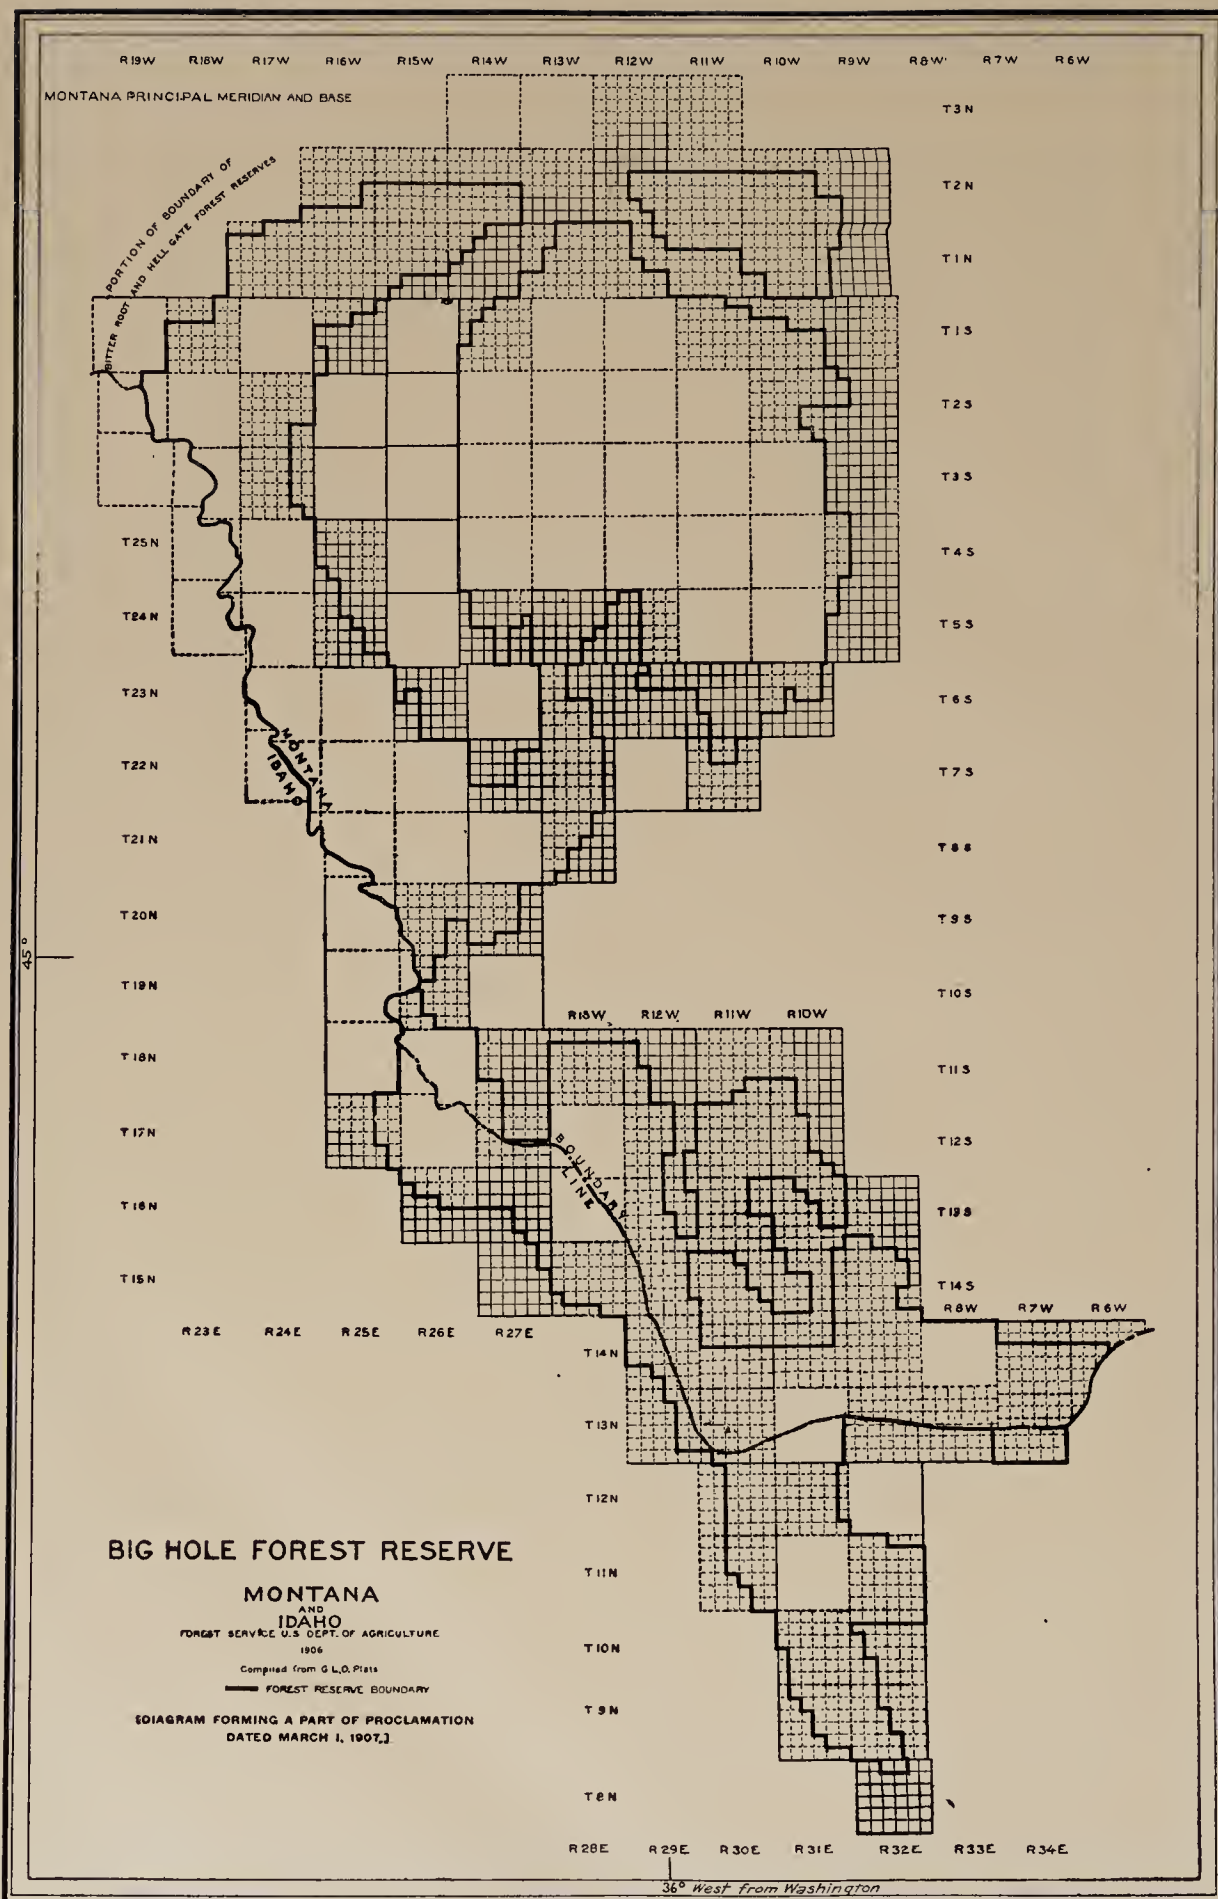 R19W R18W R17W R16W R15W R14W R13W R12W R11W R10W R9W R8W R7W R6W
MONTANA PRINCIPAL MERIDIAN AND BASE
PORTION OF BOUNDARY OF
BITTER ROOT AND HELL GATE FOREST RESERVES
T3N
T2N
T1N
T1S
T2S
T3S
T25N
T4S
T24N
T5S
T23N
T6S
MONTANA
IDAHO
T22N
T7S
T21N
T8S
T20N
T9S
45°
T19N
T10S
R13W R12W R11W R10W
T18N
T11S
T17N
T12S
BOUNDARY
LINE
T16N
T13S
T15N
T14S
R8W R7W R6W
R23E R24E R25E R26E R27E
T14N
T13N
T12N
BIG HOLE FOREST RESERVE
T11N
MONTANA
AND
IDAHO
FOREST SERVICE U.S DEPT. OF AGRICULTURE
1906
T10N
Compiled from G.L.O. Plats
FOREST RESERVE BOUNDARY
T9N
[DIAGRAM FORMING A PART OF PROCLAMATION
DATED MARCH 1, 1907.]
T8N
R28E R29E R30E R31E R32E R33E R34E
36° West from Washington